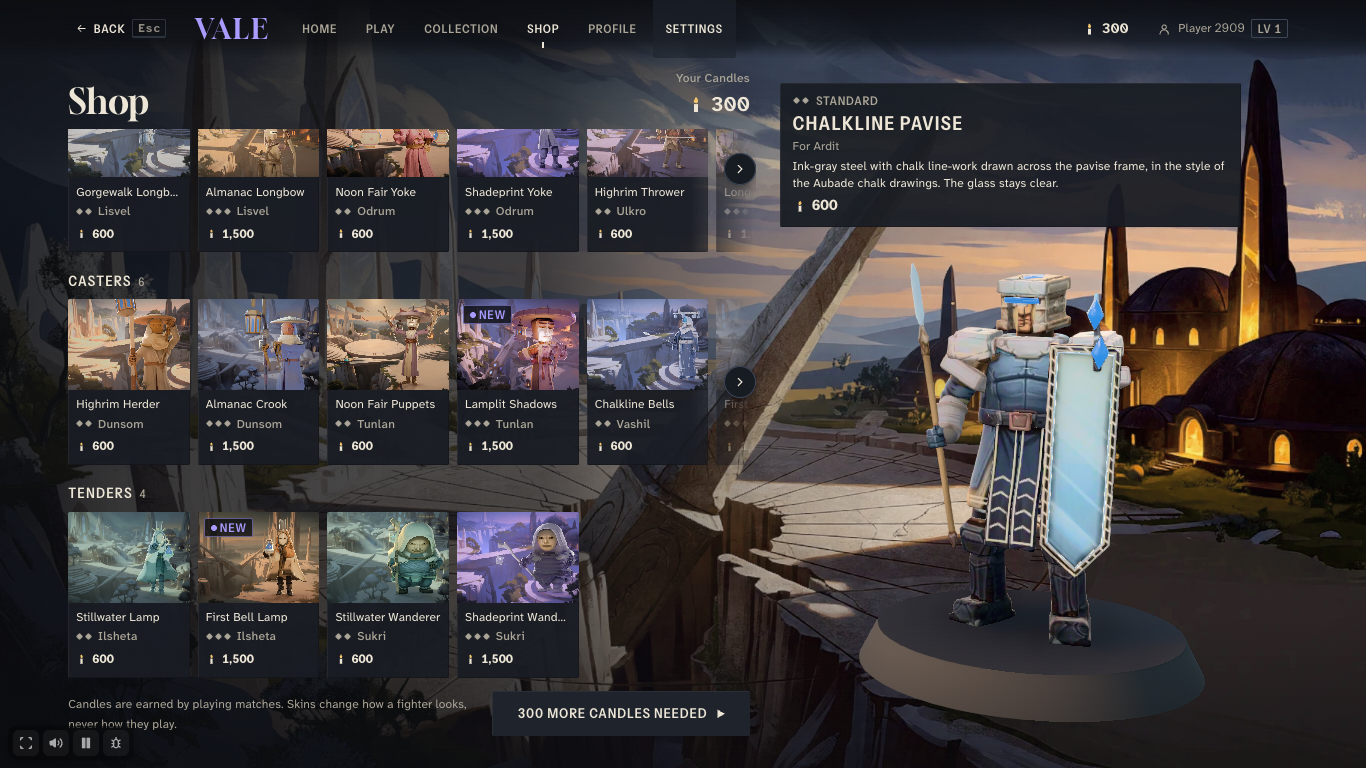 ← BACK Esc
VALE
HOME PLAY COLLECTION SHOP PROFILE SETTINGS
300
Player 2909 LV 1
Shop
Your Candles
300
Gorgewalk Longb...
Lisvel
600
Almanac Longbow
Lisvel
1,500
Noon Fair Yoke
Odrum
600
Shadeprint Yoke
Odrum
1,500
Highrim Thrower
Ulkro
600
Long
CASTERS 6
Highrim Herder
Dunsom
600
Almanac Crook
Dunsom
1,500
Noon Fair Puppets
Tunlan
600
NEW
Lamplit Shadows
Tunlan
1,500
Chalkline Bells
Vashil
600
First
TENDERS 4
Stillwater Lamp
Ilsheta
600
NEW
First Bell Lamp
Ilsheta
1,500
Stillwater Wanderer
Sukri
600
Shadeprint Wand...
Sukri
1,500
Candles are earned by playing matches. Skins change how a fighter looks,
never how they play.
300 MORE CANDLES NEEDED
STANDARD
CHALKLINE PAVISE
For Ardit
Ink-gray steel with chalk line-work drawn across the pavise frame, in the style of
the Aubade chalk drawings. The glass stays clear.
600